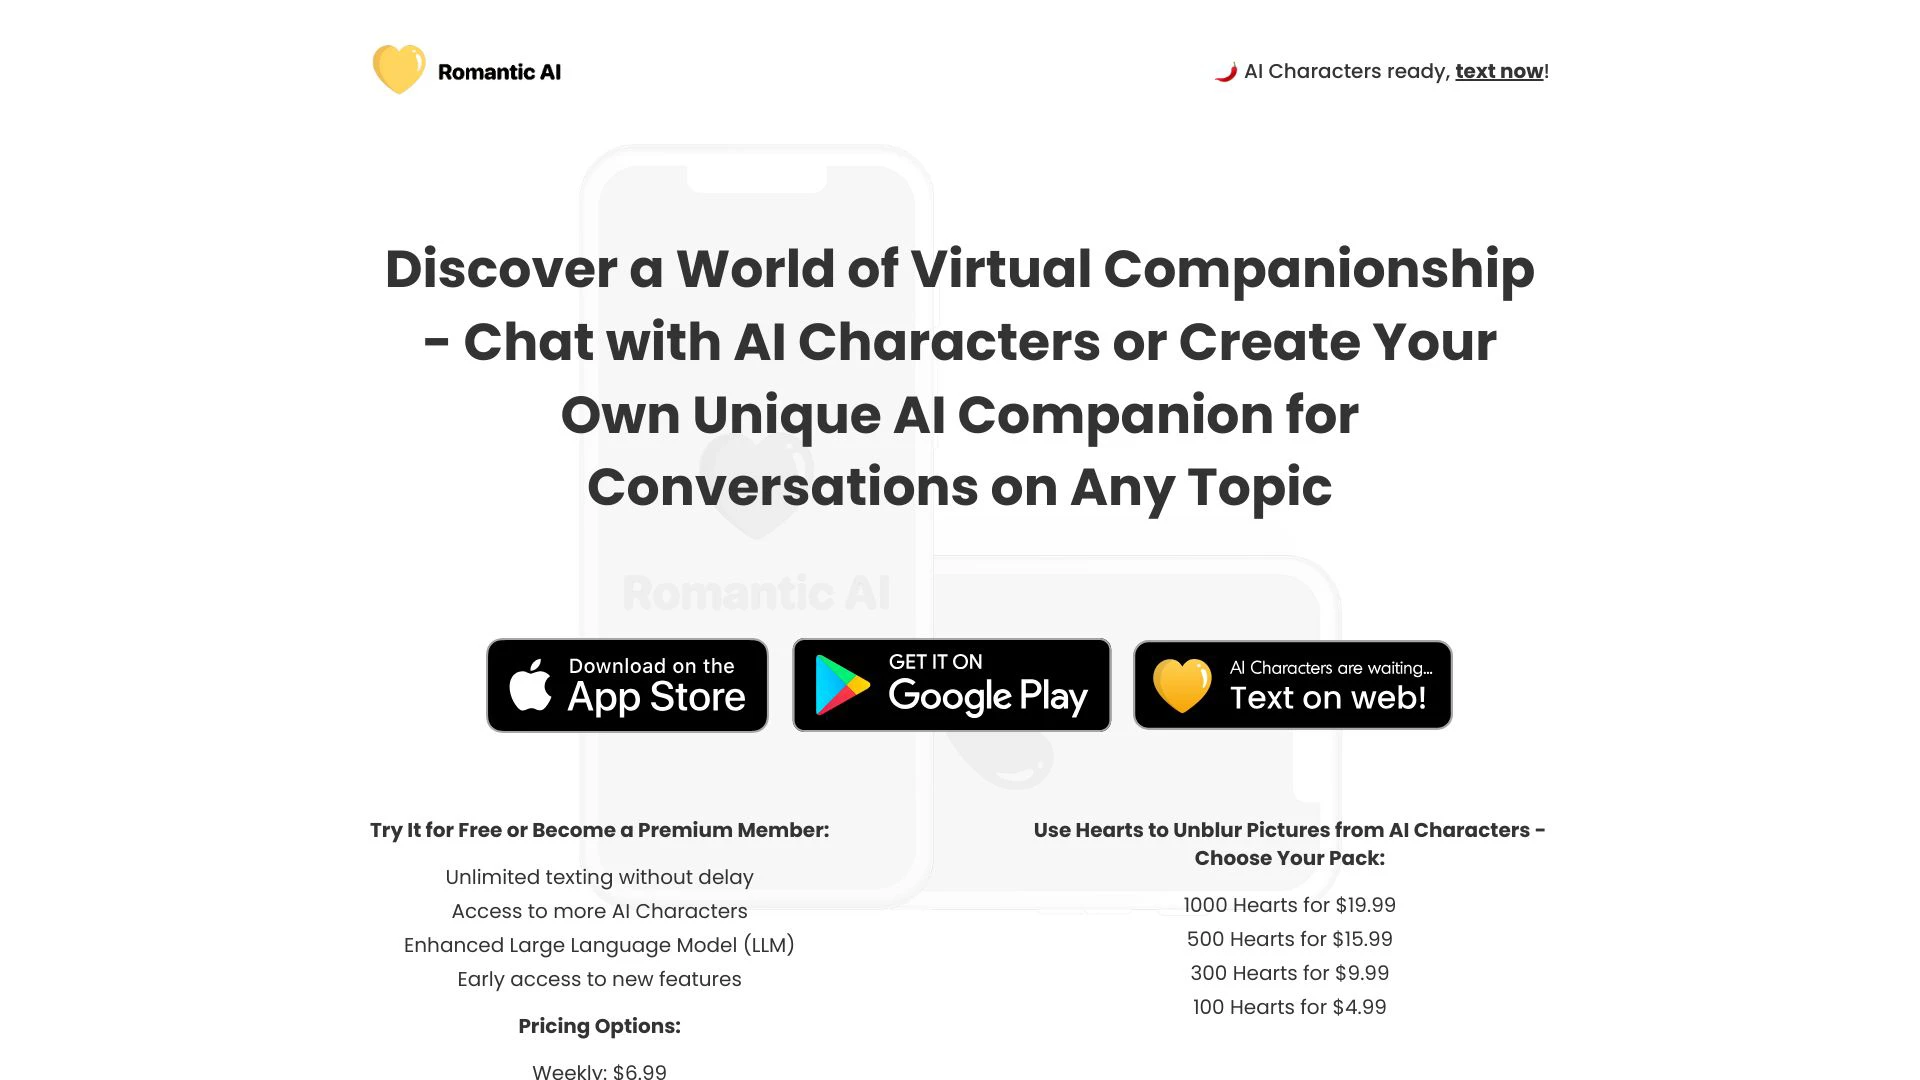 Romantic AI
🌶️ AI Characters ready, text now!
Discover a World of Virtual Companionship
- Chat with AI Characters or Create Your
Own Unique AI Companion for
Conversations on Any Topic
Romantic AI
Download on the
App Store
GET IT ON
Google Play
AI Characters are waiting...
Text on web!
Try It for Free or Become a Premium Member:
Unlimited texting without delay
Access to more AI Characters
Enhanced Large Language Model (LLM)
Early access to new features
Pricing Options:
Weekly: $6.99
Use Hearts to Unblur Pictures from AI Characters -
Choose Your Pack:
1000 Hearts for $19.99
500 Hearts for $15.99
300 Hearts for $9.99
100 Hearts for $4.99